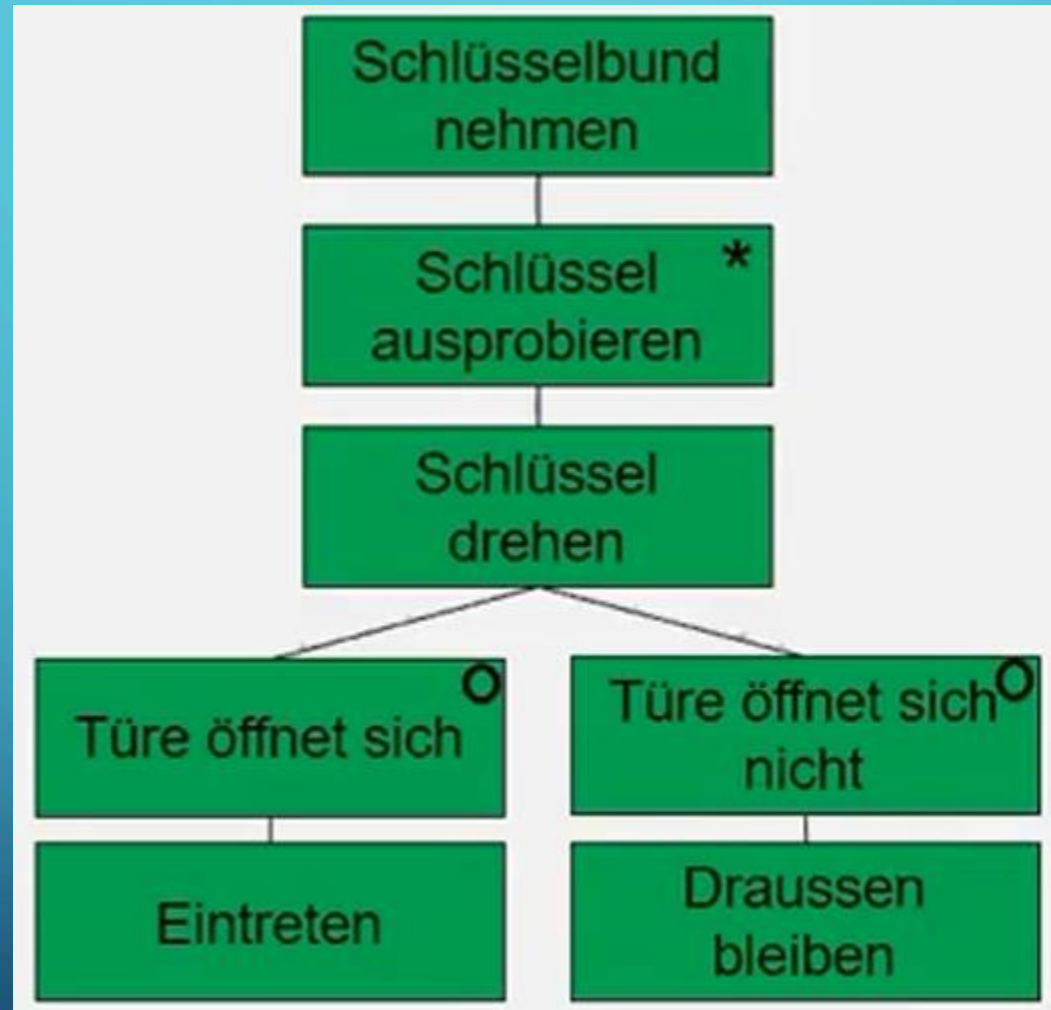 Schlüsselbund
nehmen
Schlüssel *
ausprobieren
Schlüssel
drehen
Türe öffnet sich O
Eintreten
Türe öffnet sich O
nicht
Draussen
bleiben